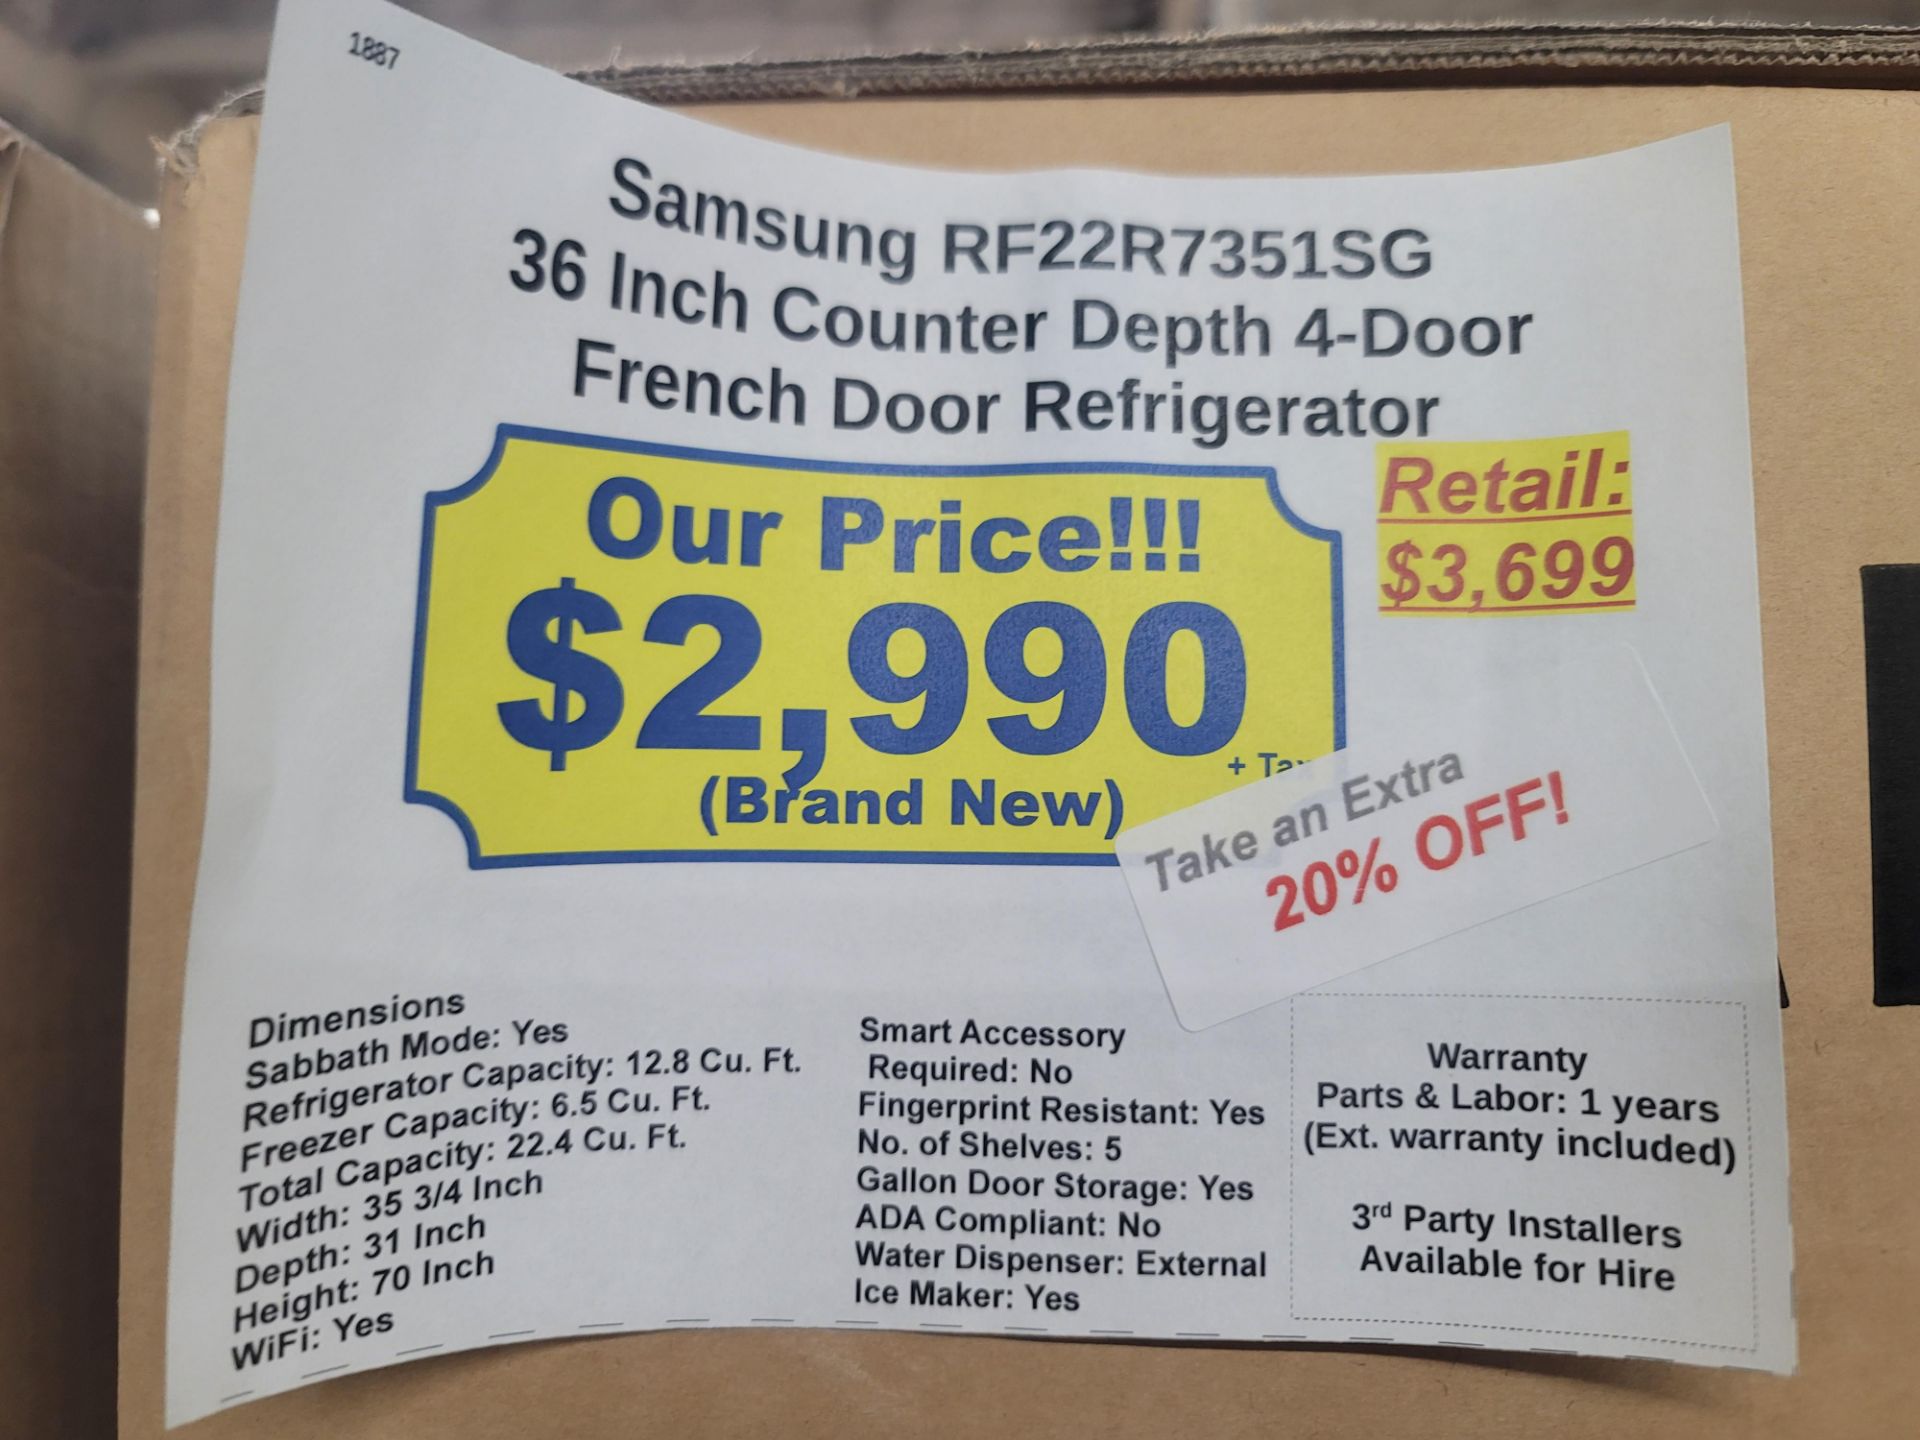 1887
Samsung RF22R7351SG
36 Inch Counter Depth 4-Door
French Door Refrigerator
Our Price!!!
$2,990
+ Tax
(Brand New)
Retail:
$3,699
Take an Extra
20% OFF!
Dimensions
Sabbath Mode: Yes
Refrigerator Capacity: 12.8 Cu. Ft.
Freezer Capacity: 6.5 Cu. Ft.
Total Capacity: 22.4 Cu. Ft.
Width: 35 3/4 Inch
Depth: 31 Inch
Height: 70 Inch
WiFi: Yes
Smart Accessory
Required: No
Fingerprint Resistant: Yes
No. of Shelves: 5
Gallon Door Storage: Yes
ADA Compliant: No
Water Dispenser: External
Ice Maker: Yes
Warranty
Parts & Labor: 1 years
(Ext. warranty included)
3rd Party Installers
Available for Hire